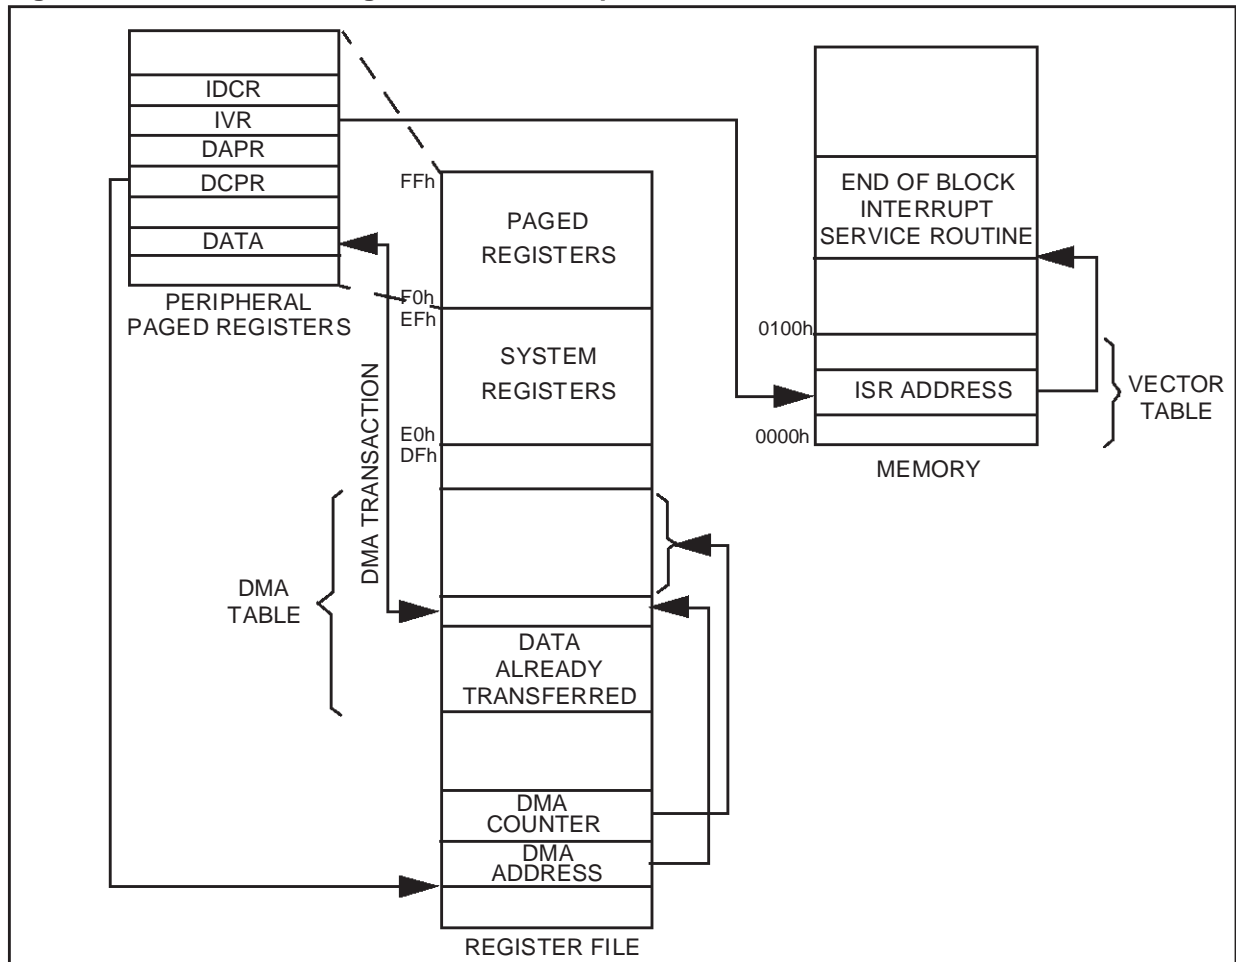 IDCR
IVR
DAPR
DCPR
DATA
PERIPHERAL
PAGED REGISTERS
FFh
PAGED
REGISTERS
F0h
EFh
SYSTEM
REGISTERS
E0h
DFh
DMA TRANSACTION
DMA
TABLE
DATA
ALREADY
TRANSFERRED
DMA
COUNTER
DMA
ADDRESS
REGISTER FILE
END OF BLOCK
INTERRUPT
SERVICE ROUTINE
0100h
ISR ADDRESS
0000h
VECTOR
TABLE
MEMORY